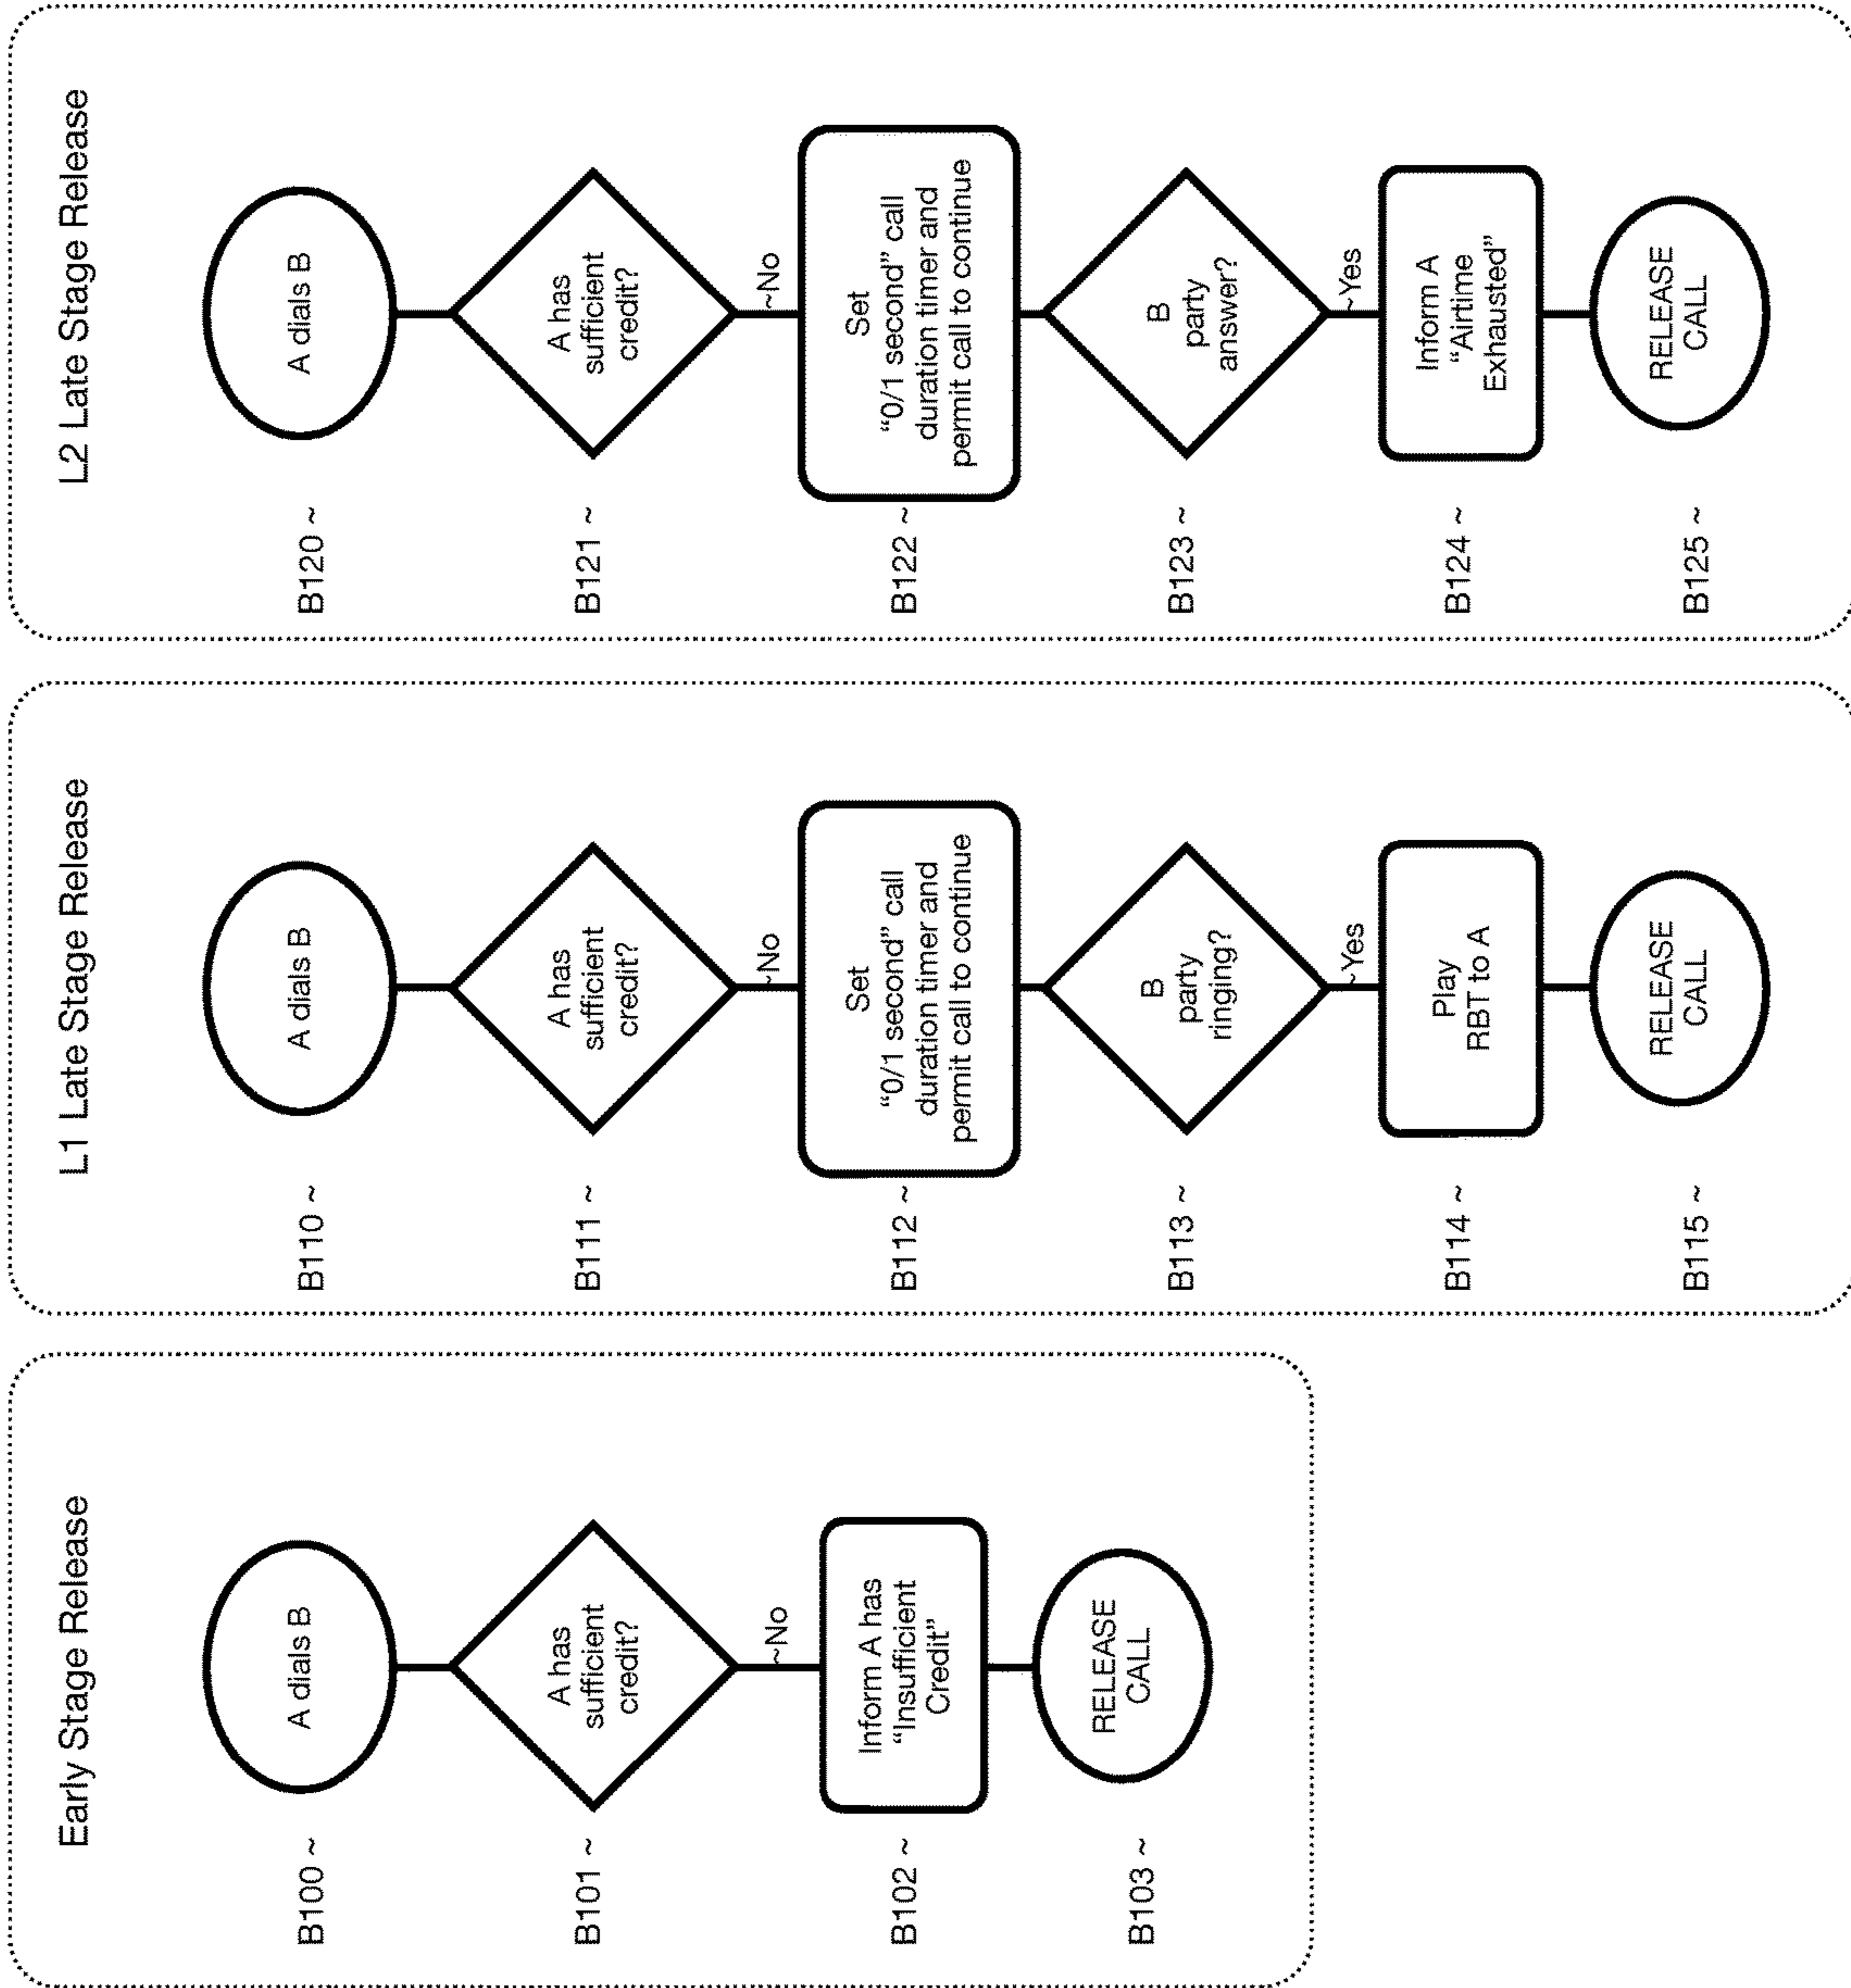 Early Stage Release
B100 ~
A dials B
B101 ~
A has
sufficient
credit?
~No
B102 ~
Inform A has
“Insufficient
Credit”
B103 ~
RELEASE
CALL
L1 Late Stage Release
B110 ~
A dials B
B111 ~
A has
sufficient
credit?
~No
B112 ~
Set
“0/1 second” call
duration timer and
permit call to continue
B113 ~
B
party
ringing?
~Yes
B114 ~
Play
RBT to A
B115 ~
RELEASE
CALL
L2 Late Stage Release
B120 ~
A dials B
B121 ~
A has
sufficient
credit?
~No
B122 ~
Set
“0/1 second” call
duration timer and
permit call to continue
B123 ~
B
party
answer?
~Yes
B124 ~
Inform A
“Airtime
Exhausted”
B125 ~
RELEASE
CALL